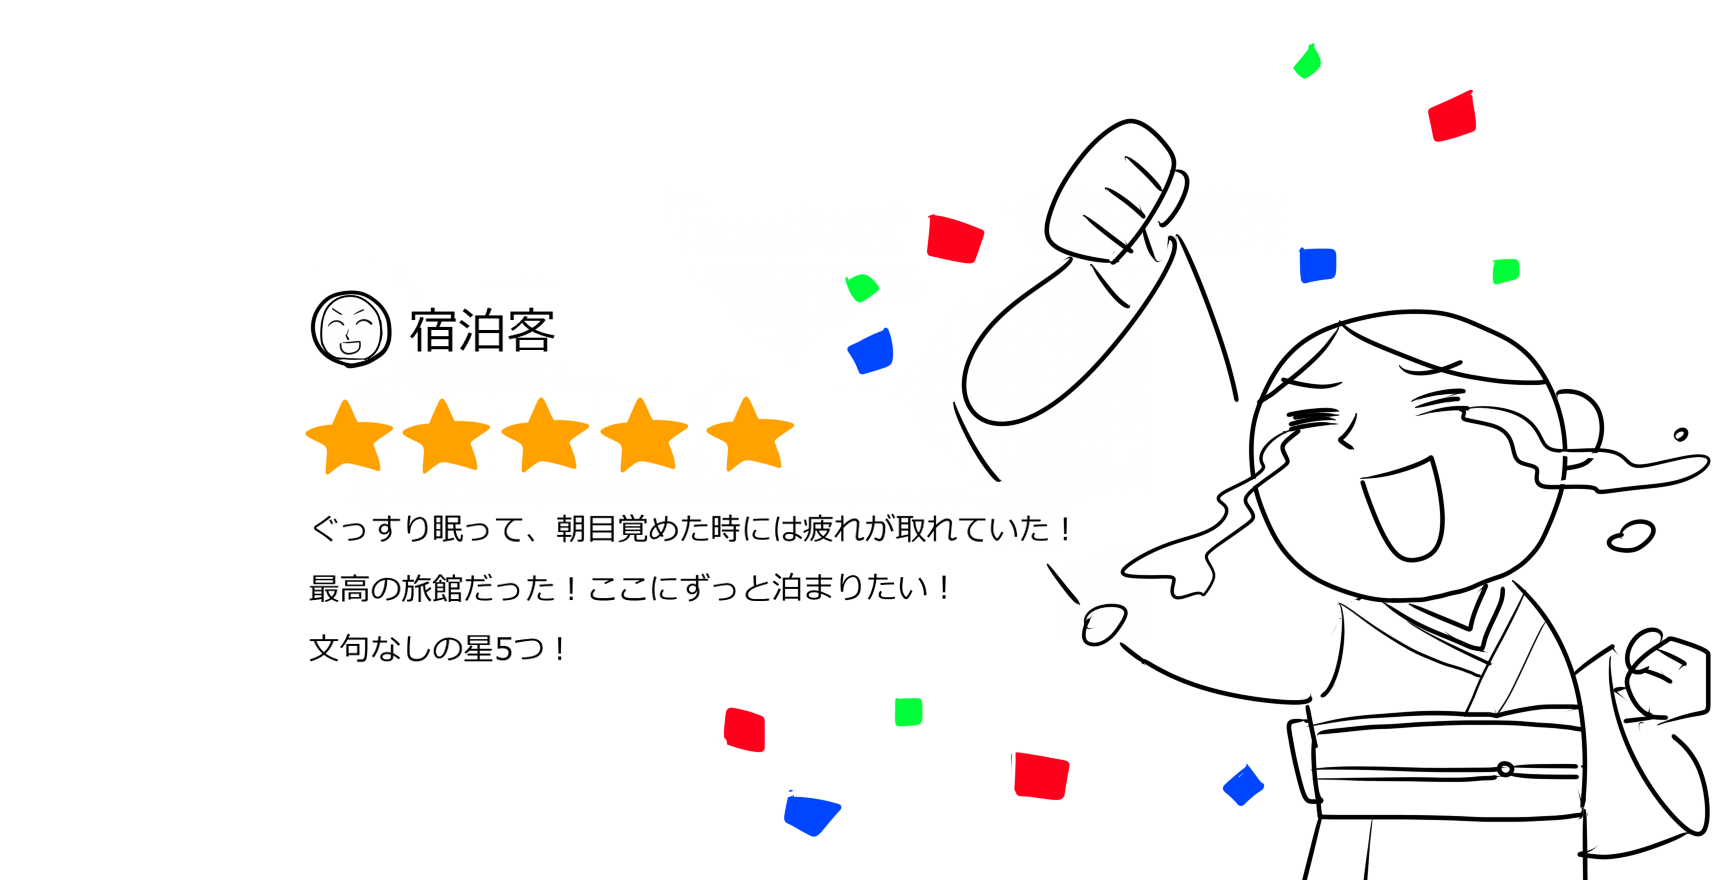 宿泊客
ぐっすり眠って、朝目覚めた時には疲れが取れていた！
最高の旅館だった！ここにずっと泊まりたい！
文句なしの星5つ！